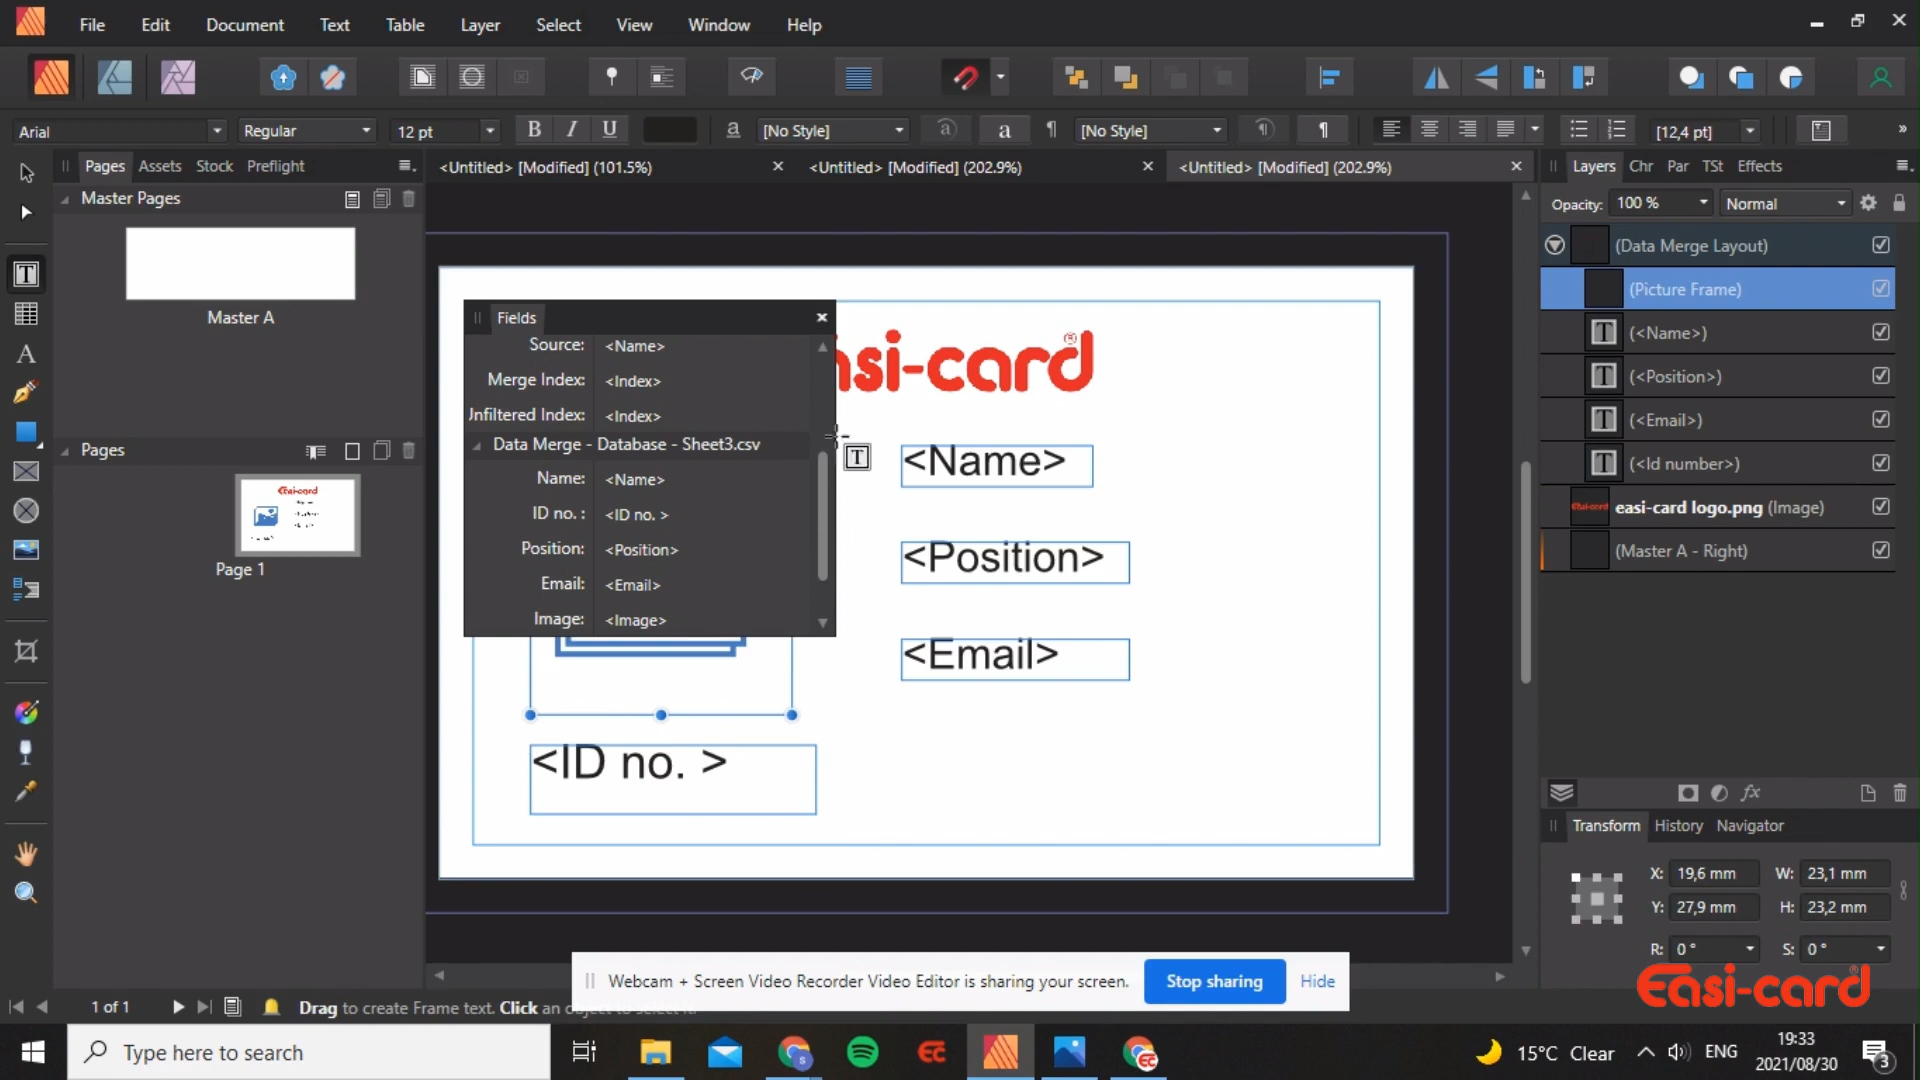 File Edit Document Text Table Layer Select View Window Help
Arial Regular 12 pt B I U a [No Style] a a ¶ [No Style] ¶ ¶ [12,4 pt] »
Pages Assets Stock Preflight
<Untitled> [Modified] (101.5%) <Untitled> [Modified] (202.9%) <Untitled> [Modified] (202.9%)
Layers Chr Par TSt Effects
Master Pages
Master A
Pages
Page 1
Fields
Source: <Name>
Merge Index: <Index>
Unfiltered Index: <Index>
Data Merge - Database - Sheet3.csv
Name: <Name>
ID no. : <ID no. >
Position: <Position>
Email: <Email>
Image: <Image>
asi-card ®
<Name>
<Position>
<Email>
<ID no. >
Opacity: 100 % Normal
(Data Merge Layout)
(Picture Frame)
(<Name>)
(<Position>)
(<Email>)
(<Id number>)
easi-card logo.png (Image)
(Master A - Right)
fx
Transform History Navigator
X: 19,6 mm W: 23,1 mm
Y: 27,9 mm H: 23,2 mm
R: 0 ° S: 0 °
Easi-card ®
Webcam + Screen Video Recorder Video Editor is sharing your screen. Stop sharing Hide
1 of 1 Drag to create Frame text. Click an object to select it.
Type here to search
15°C Clear ENG 19:33
2021/08/30
3